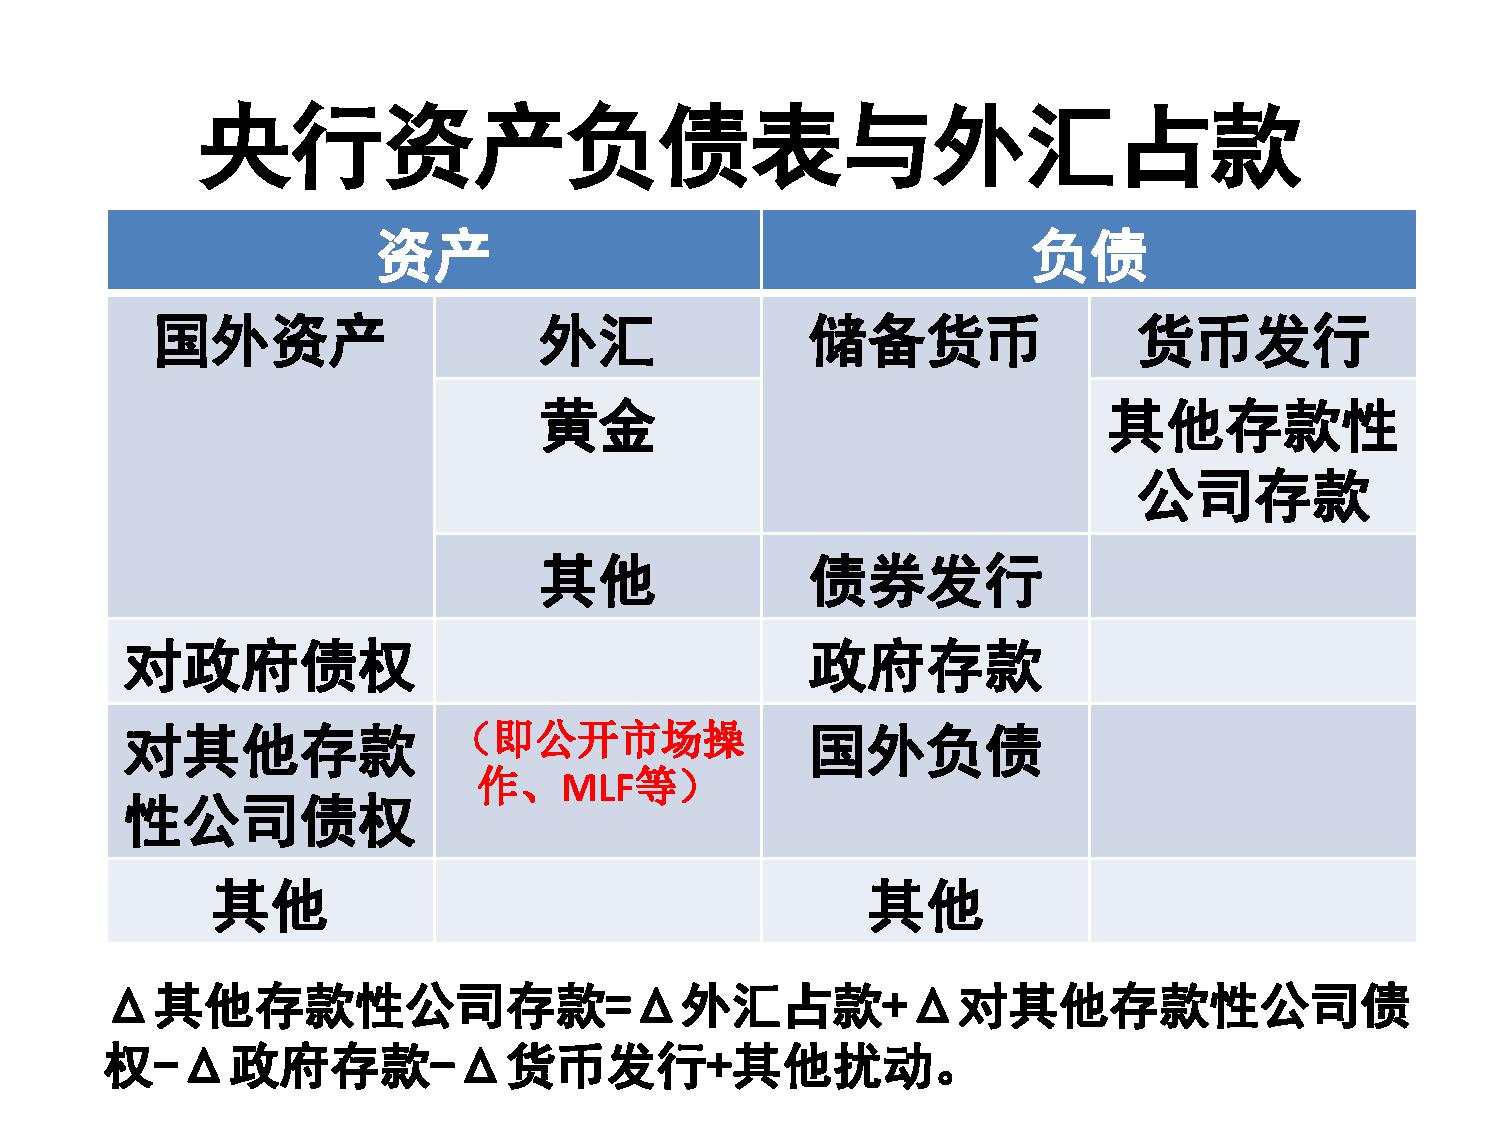 央行资产负债表与外汇占款
资产 负债
国外资产 外汇 储备货币 货币发行
黄金 其他存款性
公司存款
其他 债券发行
对政府债权 政府存款
对其他存款 （即公开市场操 国外负债
性公司债权 作、MLF等）
其他 其他
Δ其他存款性公司存款=Δ外汇占款+Δ对其他存款性公司债
权-Δ政府存款-Δ货币发行+其他扰动。